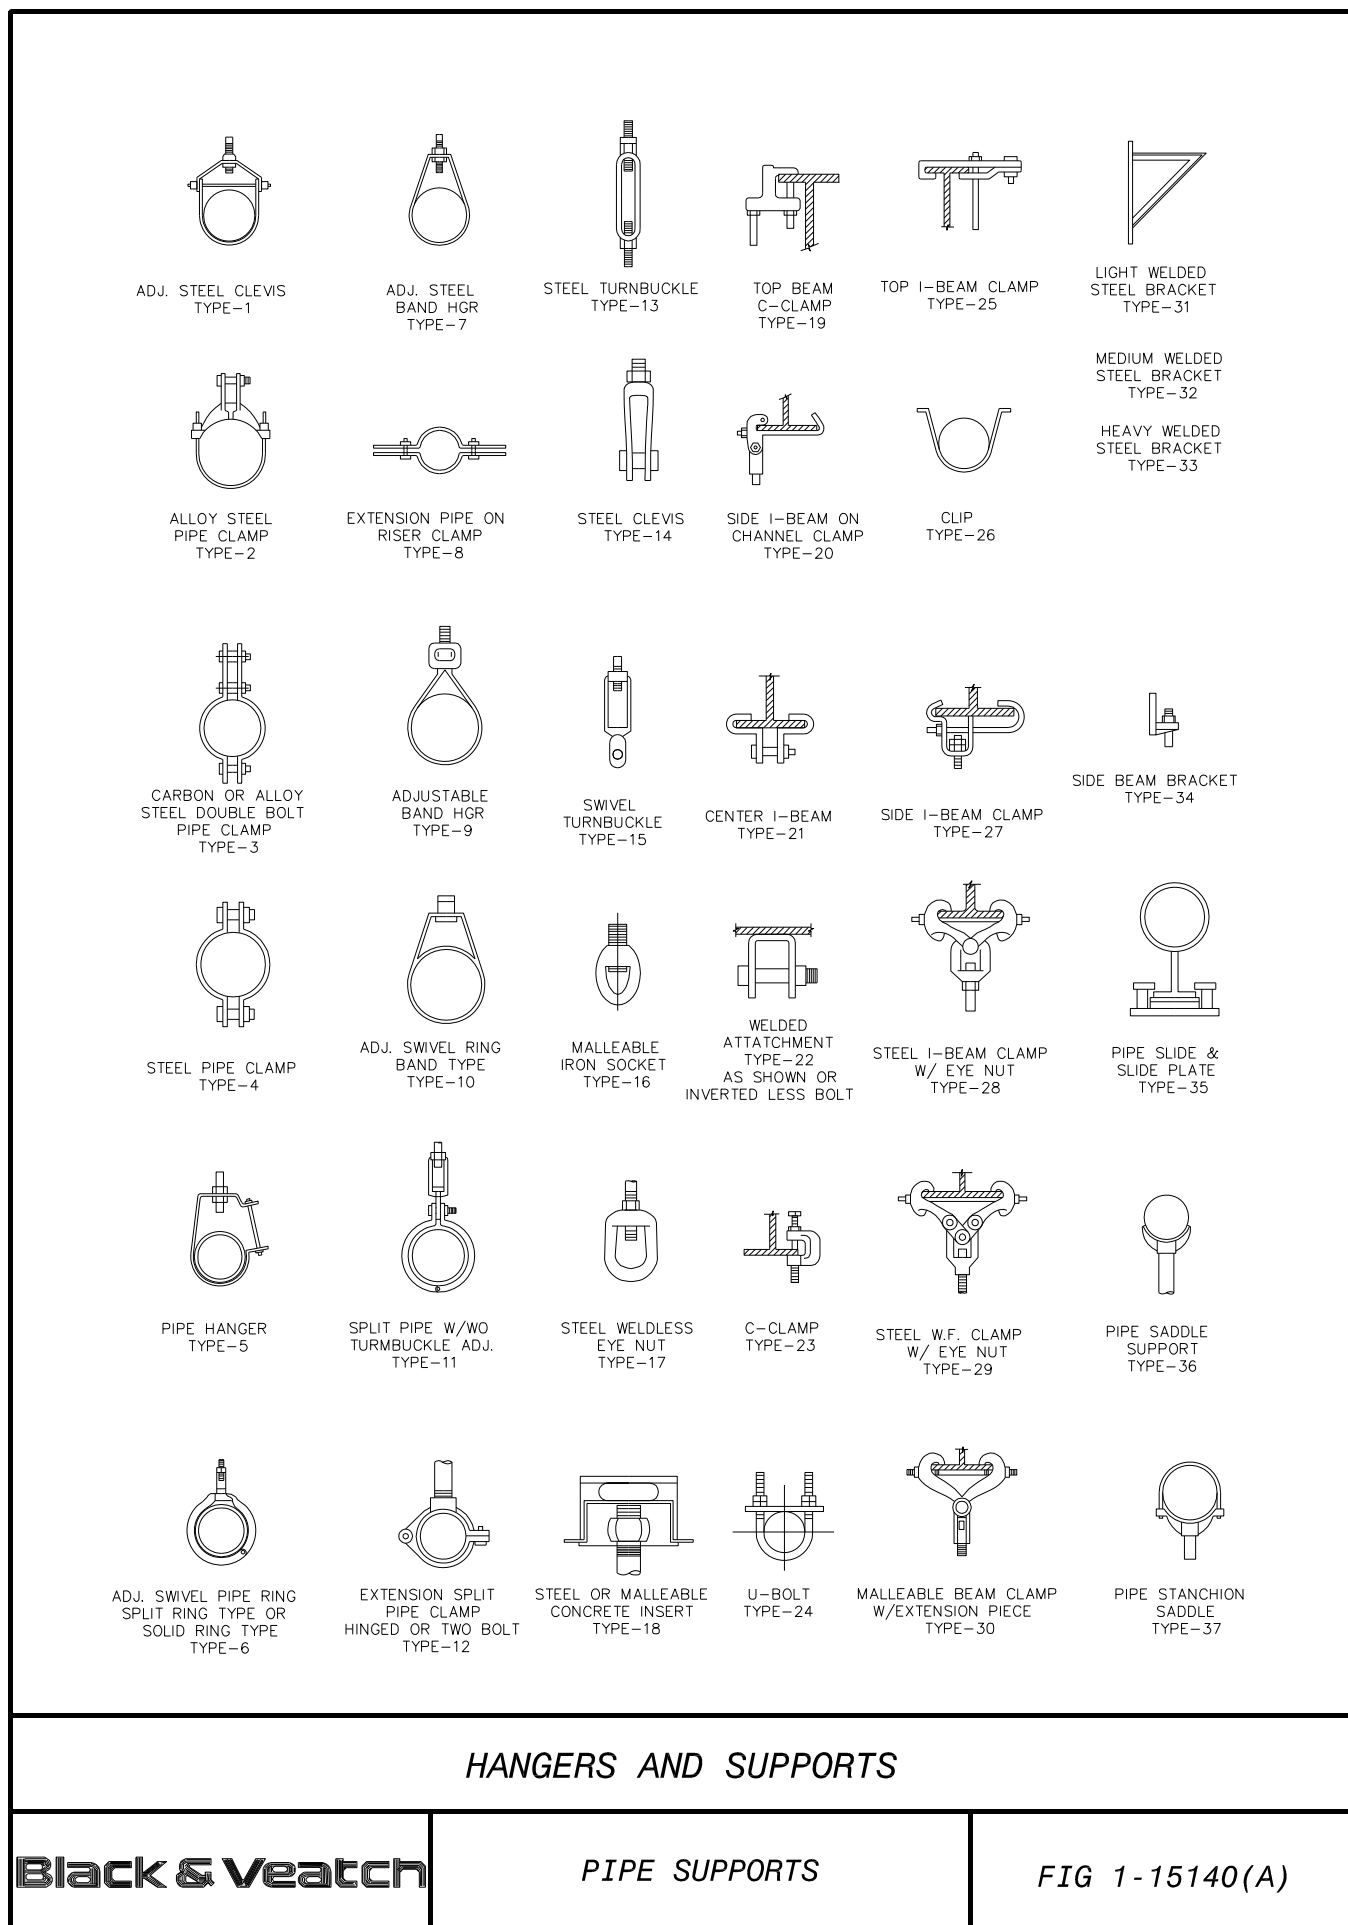 ADJ. STEEL CLEVIS
TYPE-1
ADJ. STEEL
BAND HGR
TYPE-7
STEEL TURNBUCKLE
TYPE-13
TOP BEAM
C-CLAMP
TYPE-19
TOP I-BEAM CLAMP
TYPE-25
LIGHT WELDED
STEEL BRACKET
TYPE-31
MEDIUM WELDED
STEEL BRACKET
TYPE-32
HEAVY WELDED
STEEL BRACKET
TYPE-33
ALLOY STEEL
PIPE CLAMP
TYPE-2
EXTENSION PIPE ON
RISER CLAMP
TYPE-8
STEEL CLEVIS
TYPE-14
SIDE I-BEAM ON
CHANNEL CLAMP
TYPE-20
CLIP
TYPE-26
CARBON OR ALLOY
STEEL DOUBLE BOLT
PIPE CLAMP
TYPE-3
ADJUSTABLE
BAND HGR
TYPE-9
SWIVEL
TURNBUCKLE
TYPE-15
CENTER I-BEAM
TYPE-21
SIDE I-BEAM CLAMP
TYPE-27
SIDE BEAM BRACKET
TYPE-34
STEEL PIPE CLAMP
TYPE-4
ADJ. SWIVEL RING
BAND TYPE
TYPE-10
MALLEABLE
IRON SOCKET
TYPE-16
WELDED
ATTATCHMENT
TYPE-22
AS SHOWN OR
INVERTED LESS BOLT
STEEL I-BEAM CLAMP
W/ EYE NUT
TYPE-28
PIPE SLIDE &
SLIDE PLATE
TYPE-35
PIPE HANGER
TYPE-5
SPLIT PIPE W/WO
TURMBUCKLE ADJ.
TYPE-11
STEEL WELDLESS
EYE NUT
TYPE-17
C-CLAMP
TYPE-23
STEEL W.F. CLAMP
W/ EYE NUT
TYPE-29
PIPE SADDLE
SUPPORT
TYPE-36
ADJ. SWIVEL PIPE RING
SPLIT RING TYPE OR
SOLID RING TYPE
TYPE-6
EXTENSION SPLIT
PIPE CLAMP
HINGED OR TWO BOLT
TYPE-12
STEEL OR MALLEABLE
CONCRETE INSERT
TYPE-18
U-BOLT
TYPE-24
MALLEABLE BEAM CLAMP
W/EXTENSION PIECE
TYPE-30
PIPE STANCHION
SADDLE
TYPE-37
HANGERS AND SUPPORTS
Black & Veatch
PIPE SUPPORTS
FIG 1-15140(A)